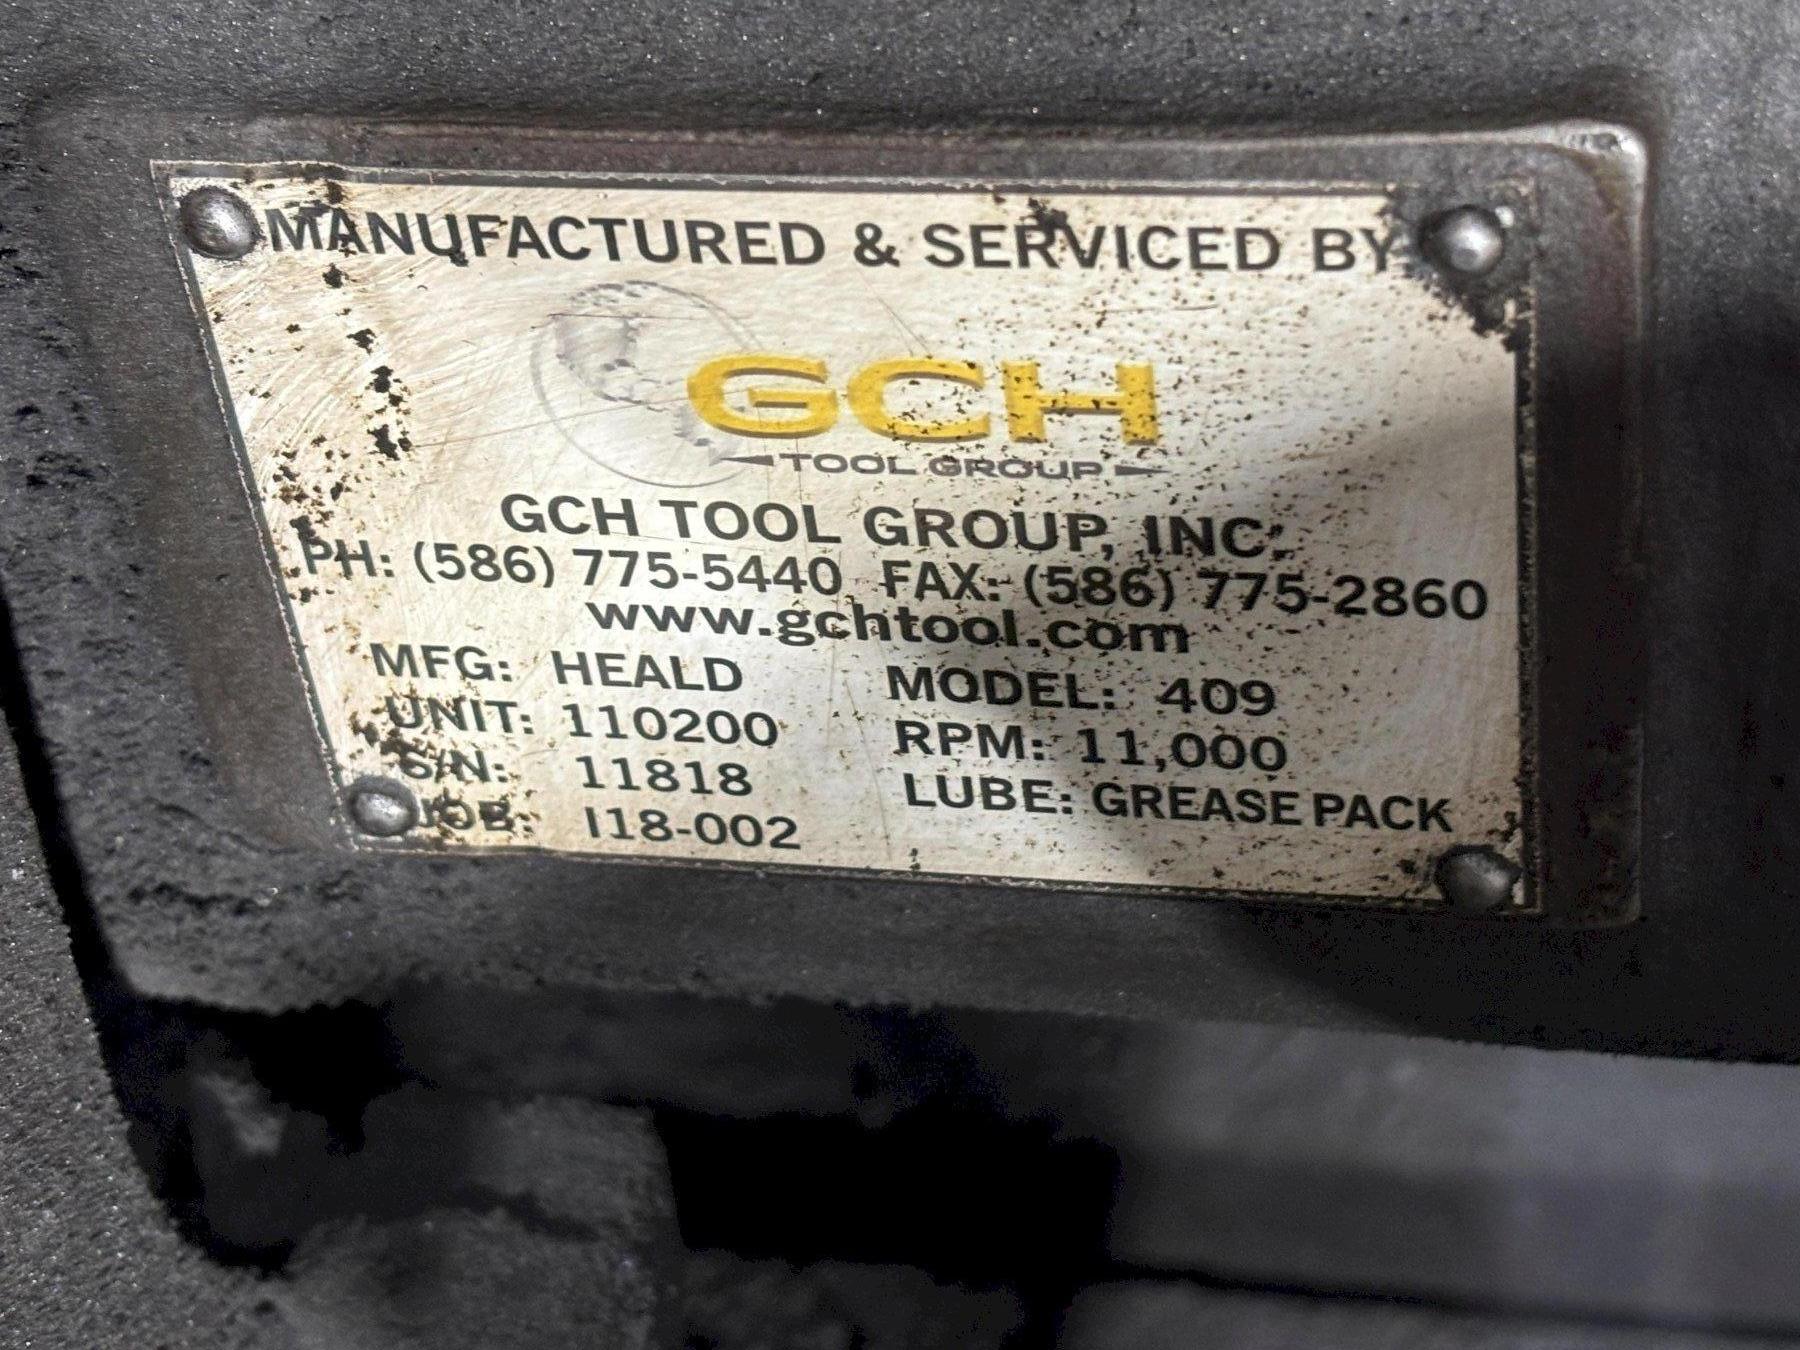 MANUFACTURED & SERVICED BY
GCH
TOOL GROUP
GCH TOOL GROUP, INC.
PH: (586) 775-5440 FAX: (586) 775-2860
www.gchtool.com
MFG: HEALD MODEL: 409
UNIT: 110200 RPM: 11,000
S/N: 11818 LUBE: GREASE PACK
JOB: I18-002